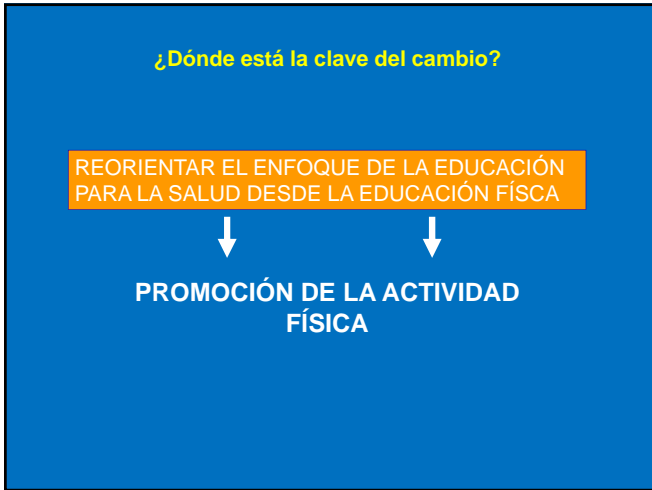 ¿Dónde está la clave del cambio?
REORIENTAR EL ENFOQUE DE LA EDUCACIÓN
PARA LA SALUD DESDE LA EDUCACIÓN FÍSCA
PROMOCIÓN DE LA ACTIVIDAD
FÍSICA